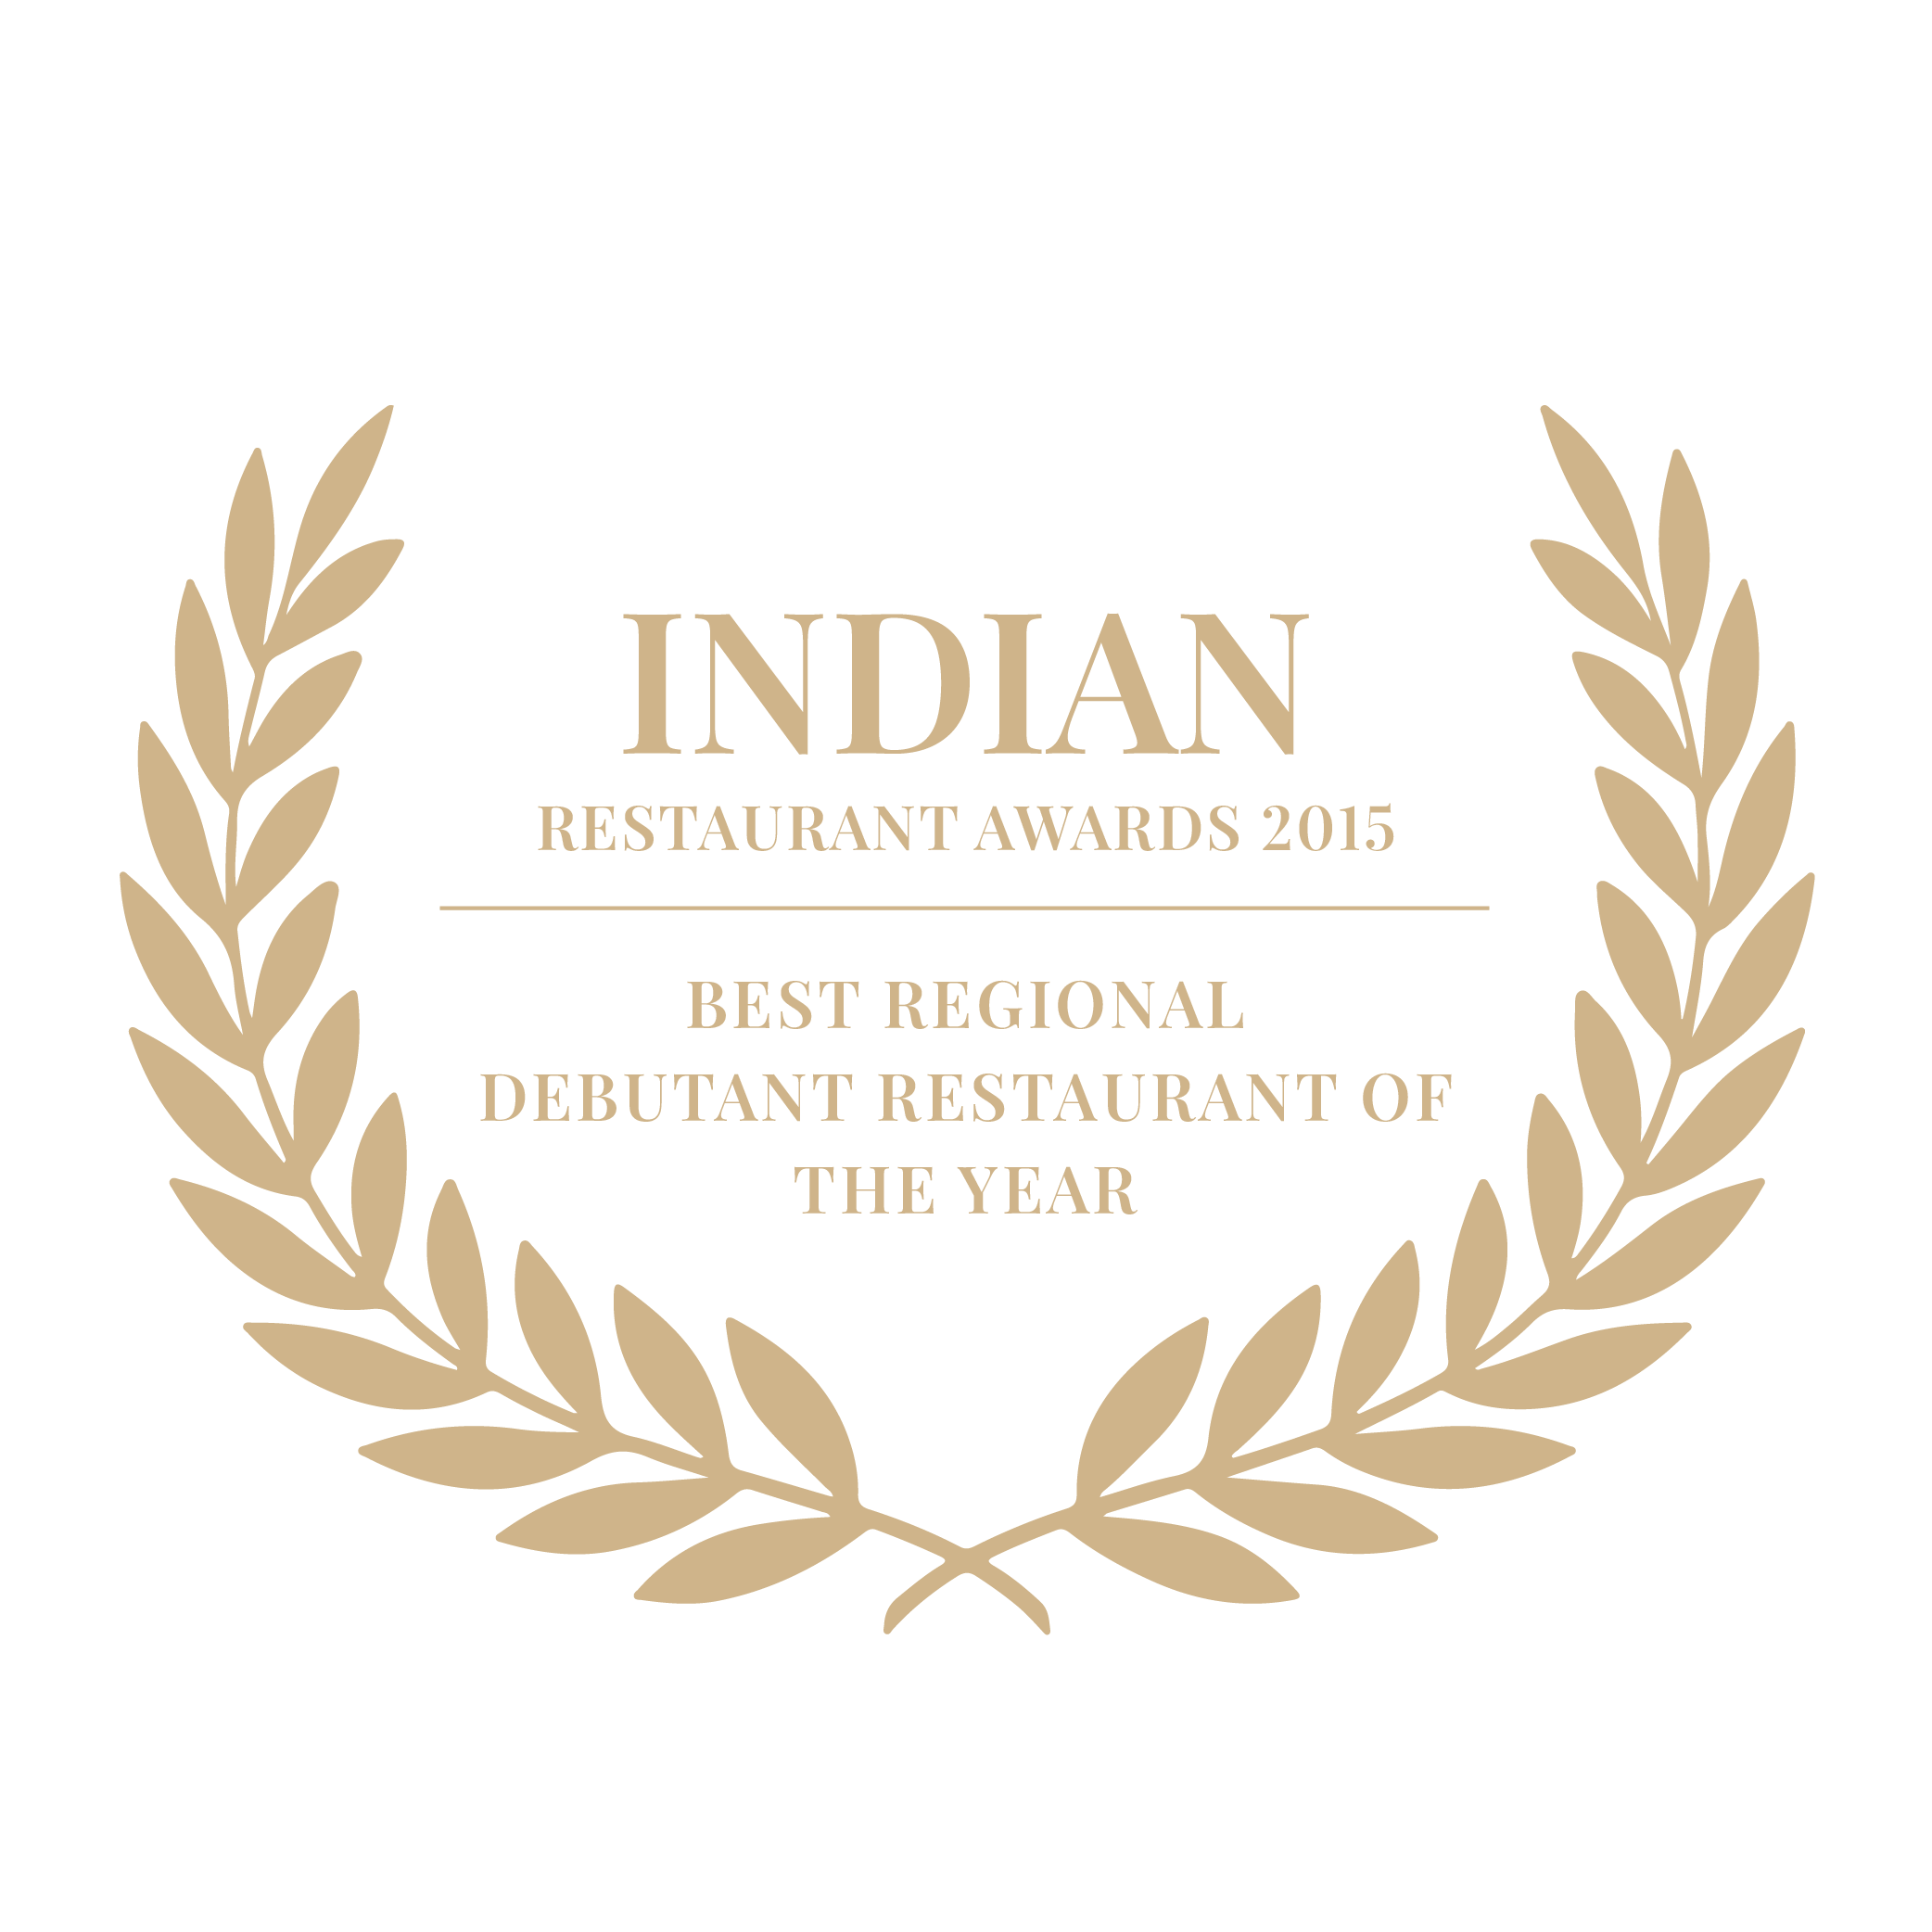 INDIAN
RESTAURANT AWARDS 2015
BEST REGIONAL
DEBUTANT RESTAURANT OF
THE YEAR